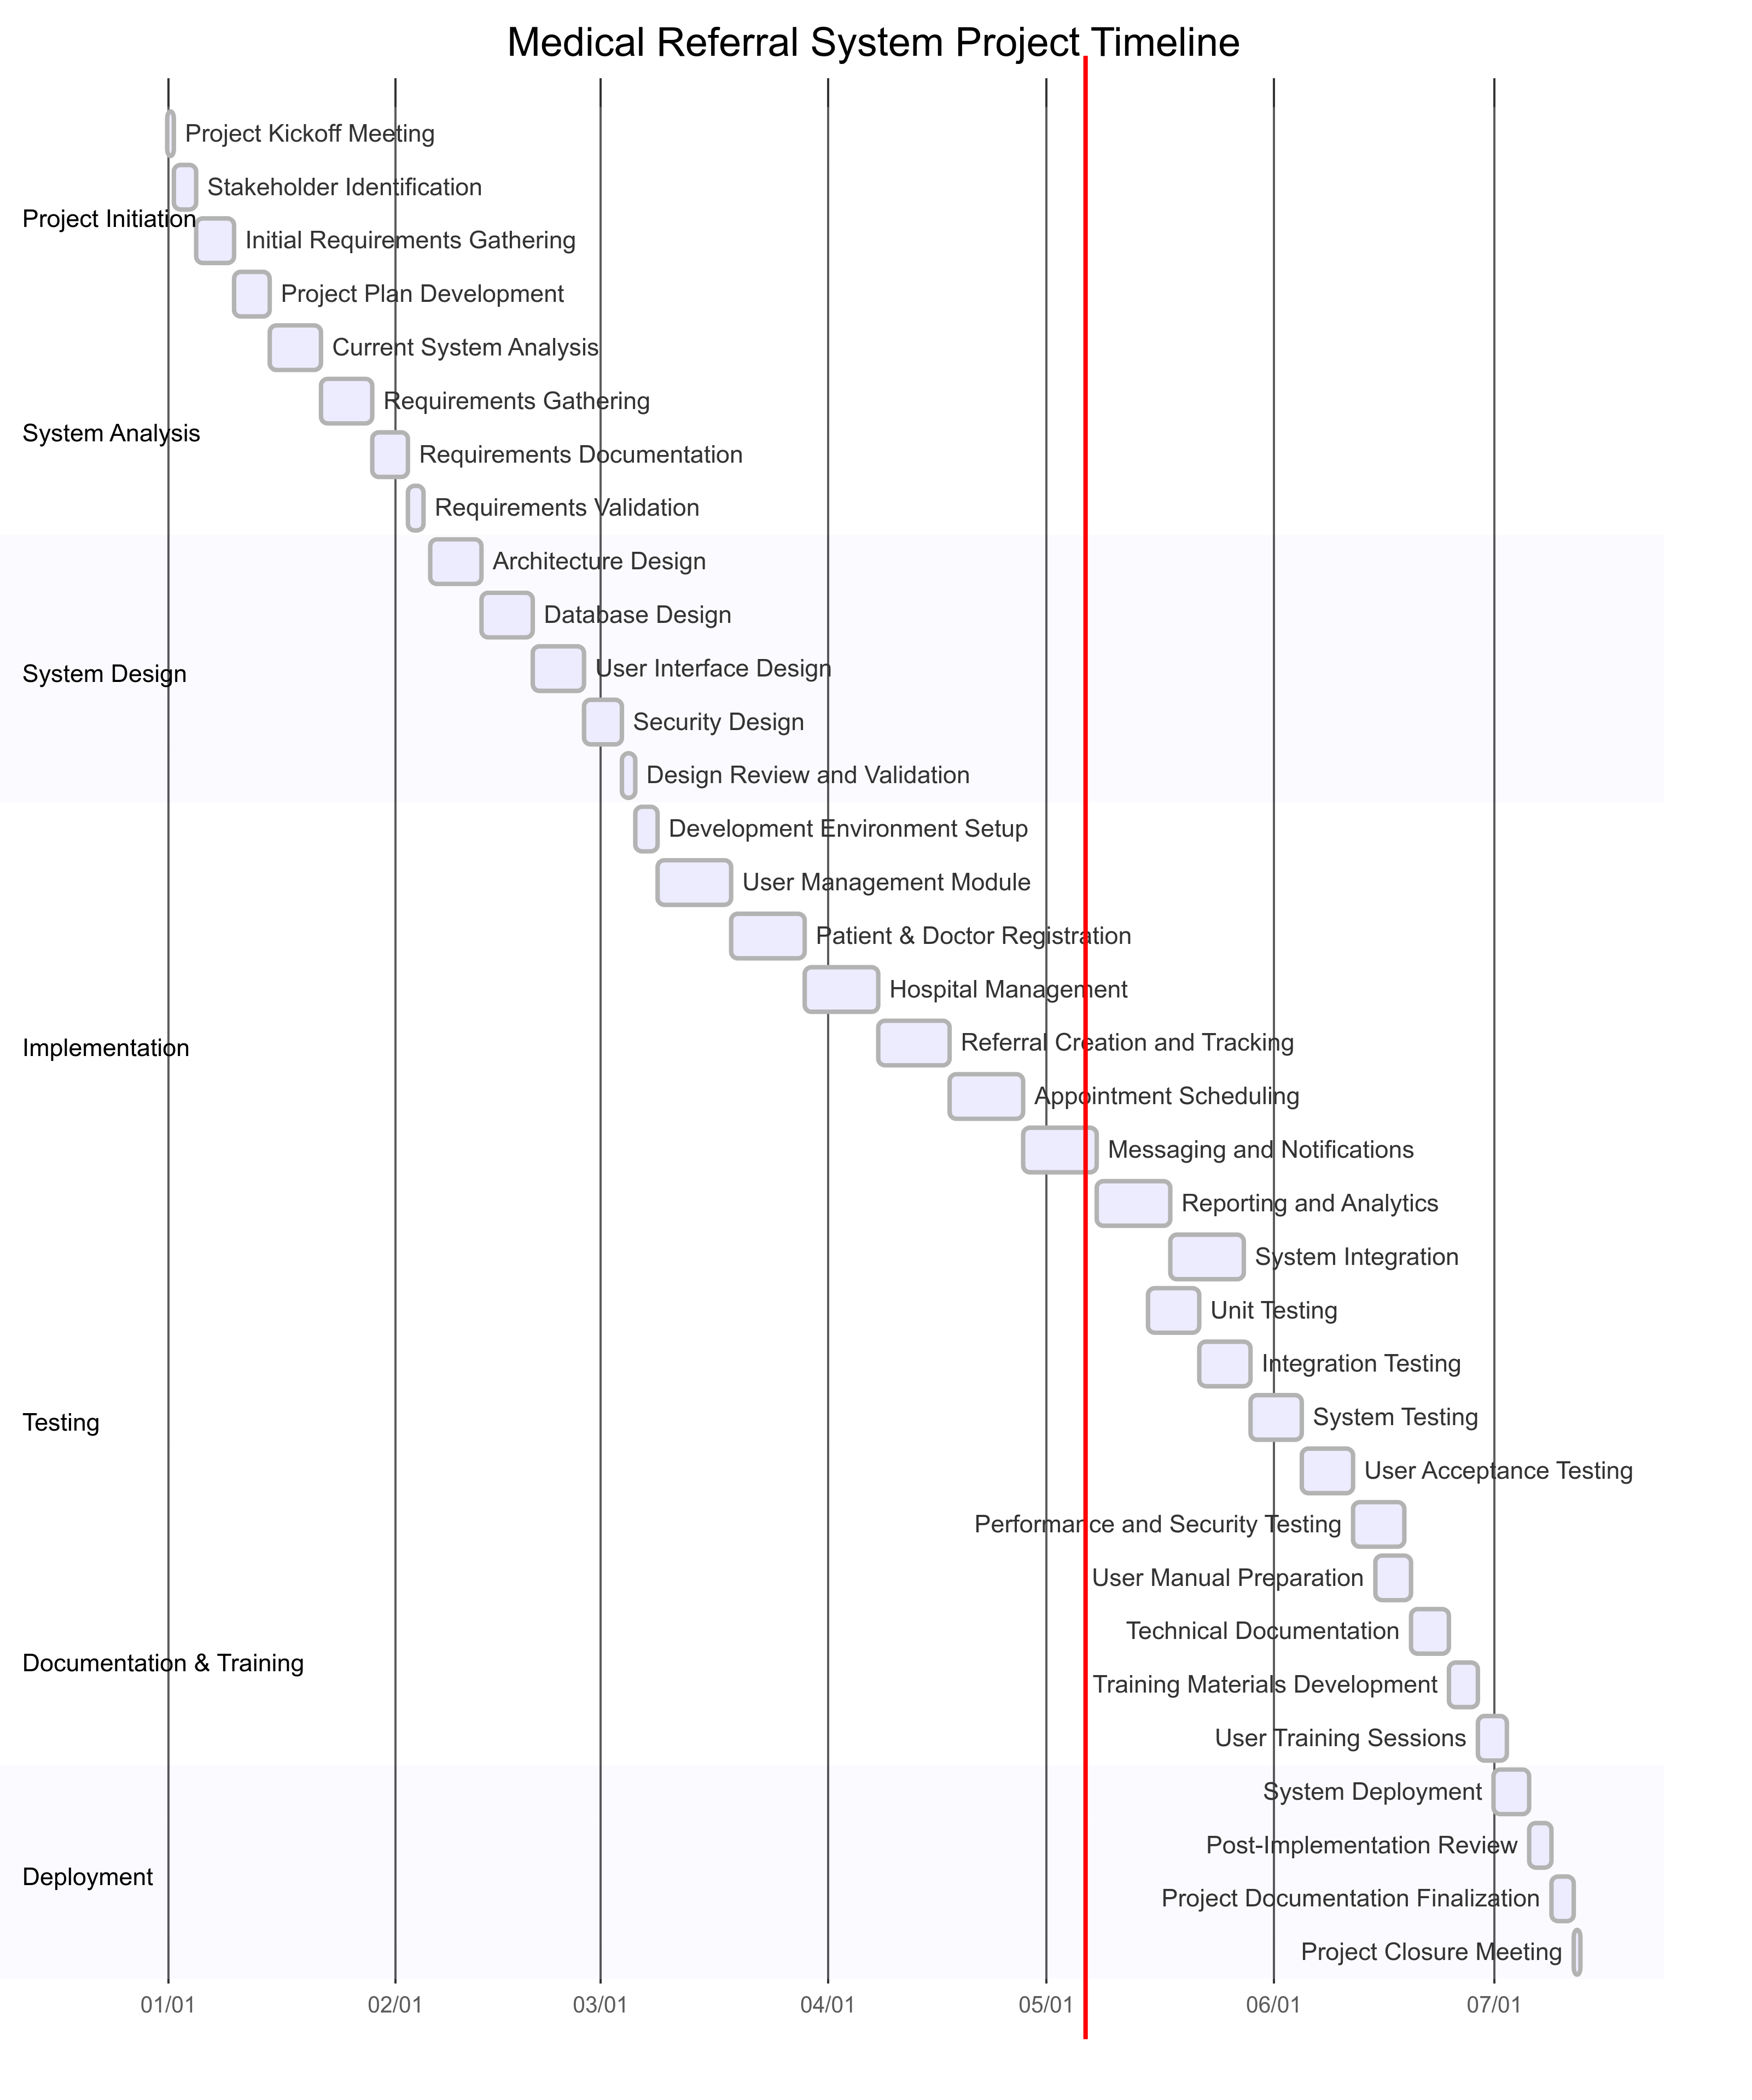 Medical Referral System Project Timeline
Project Kickoff Meeting
Stakeholder Identification
Project Initiation
Initial Requirements Gathering
Project Plan Development
Current System Analysis
Requirements Gathering
System Analysis
Requirements Documentation
Requirements Validation
Architecture Design
Database Design
User Interface Design
System Design
Security Design
Design Review and Validation
Development Environment Setup
User Management Module
Patient & Doctor Registration
Hospital Management
Referral Creation and Tracking
Implementation
Appointment Scheduling
Messaging and Notifications
Reporting and Analytics
System Integration
Unit Testing
Integration Testing
System Testing
Testing
User Acceptance Testing
Performance and Security Testing
User Manual Preparation
Technical Documentation
Documentation & Training
Training Materials Development
User Training Sessions
System Deployment
Post-Implementation Review
Deployment
Project Documentation Finalization
Project Closure Meeting
01/01 02/01 03/01 04/01 05/01 06/01 07/01